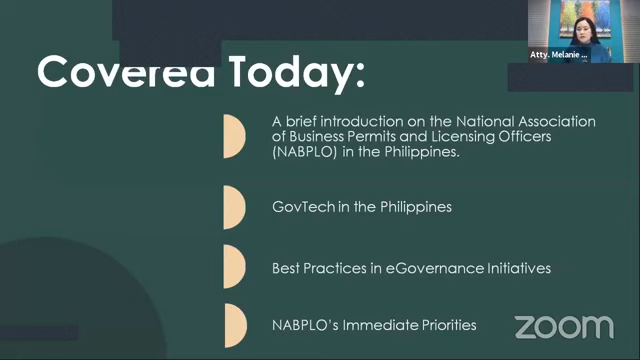 Atty. Melanie ...
Covered Today:
A brief introduction on the National Association
of Business Permits and Licensing Officers
(NABPLO) in the Philippines.
GovTech in the Philippines
Best Practices in eGovernance Initiatives
NABPLO's Immediate Priorities
zoom